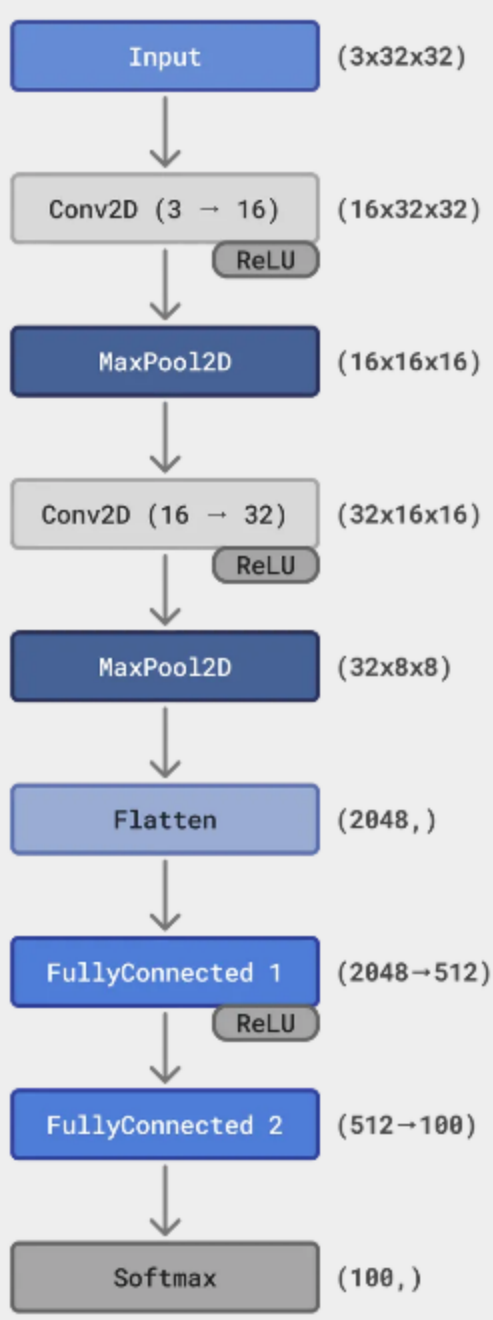 Input (3x32x32)
Conv2D (3 → 16) (16x32x32)
ReLU
MaxPool2D (16x16x16)
Conv2D (16 → 32) (32x16x16)
ReLU
MaxPool2D (32x8x8)
Flatten (2048,)
FullyConnected 1 (2048→512)
ReLU
FullyConnected 2 (512→100)
Softmax (100,)